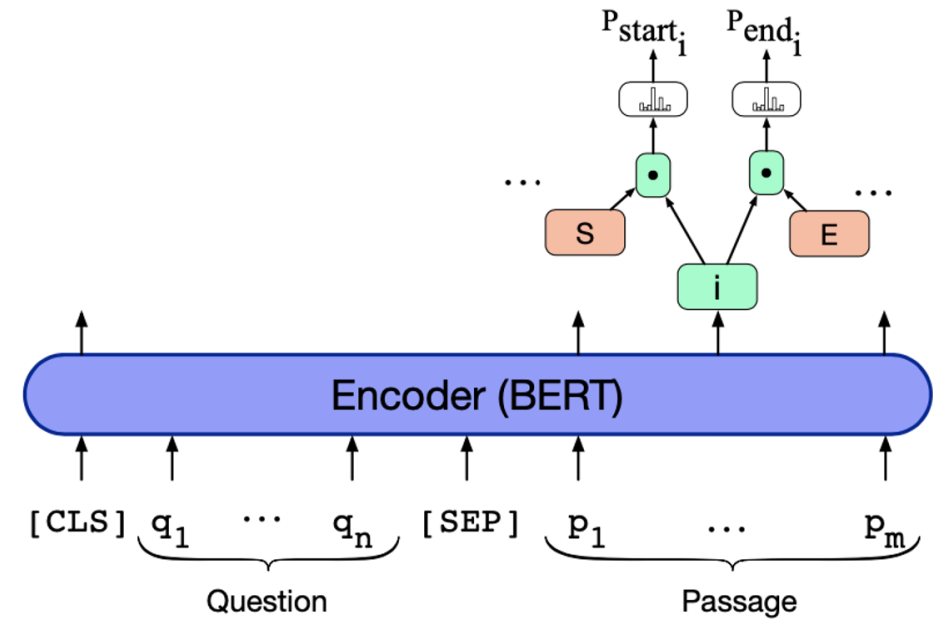 Pstarti Pendi
... ...
S E
i
Encoder (BERT)
[CLS] q1 ... qn [SEP] p1 ... pm
Question Passage